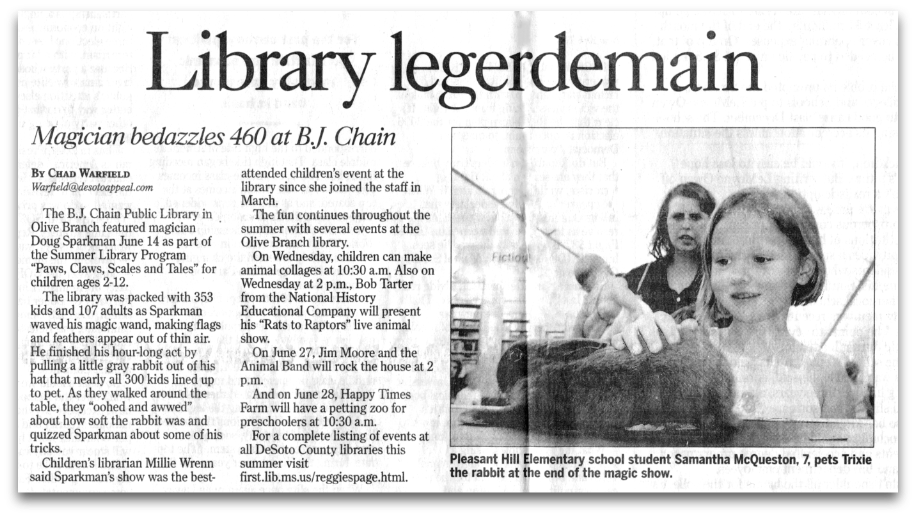 Library legerdemain
Magician bedazzles 460 at B.J. Chain
BY CHAD WARFIELD
Warfield@desotoappeal.com
The B.J. Chain Public Library in
Olive Branch featured magician
Doug Sparkman June 14 as part of
the Summer Library Program
“Paws, Claws, Scales and Tales” for
children ages 2-12.
The library was packed with 353
kids and 107 adults as Sparkman
waved his magic wand, making flags
and feathers appear out of thin air.
He finished his hour-long act by
pulling a little gray rabbit out of his
hat that nearly all 300 kids lined up
to pet. As they walked around the
table, they “oohed and awwed”
about how soft the rabbit was and
quizzed Sparkman about some of his
tricks.
Children’s librarian Millie Wrenn
said Sparkman’s show was the best-
attended children’s event at the
library since she joined the staff in
March.
The fun continues throughout the
summer with several events at the
Olive Branch library.
On Wednesday, children can make
animal collages at 10:30 a.m. Also on
Wednesday at 2 p.m., Bob Tarter
from the National History
Educational Company will present
his “Rats to Raptors” live animal
show.
On June 27, Jim Moore and the
Animal Band will rock the house at 2
p.m.
And on June 28, Happy Times
Farm will have a petting zoo for
preschoolers at 10:30 a.m.
For a complete listing of events at
all DeSoto County libraries this
summer visit
first.lib.ms.us/reggiespage.html.
Fiction
Pleasant Hill Elementary school student Samantha McQueston, 7, pets Trixie
the rabbit at the end of the magic show.